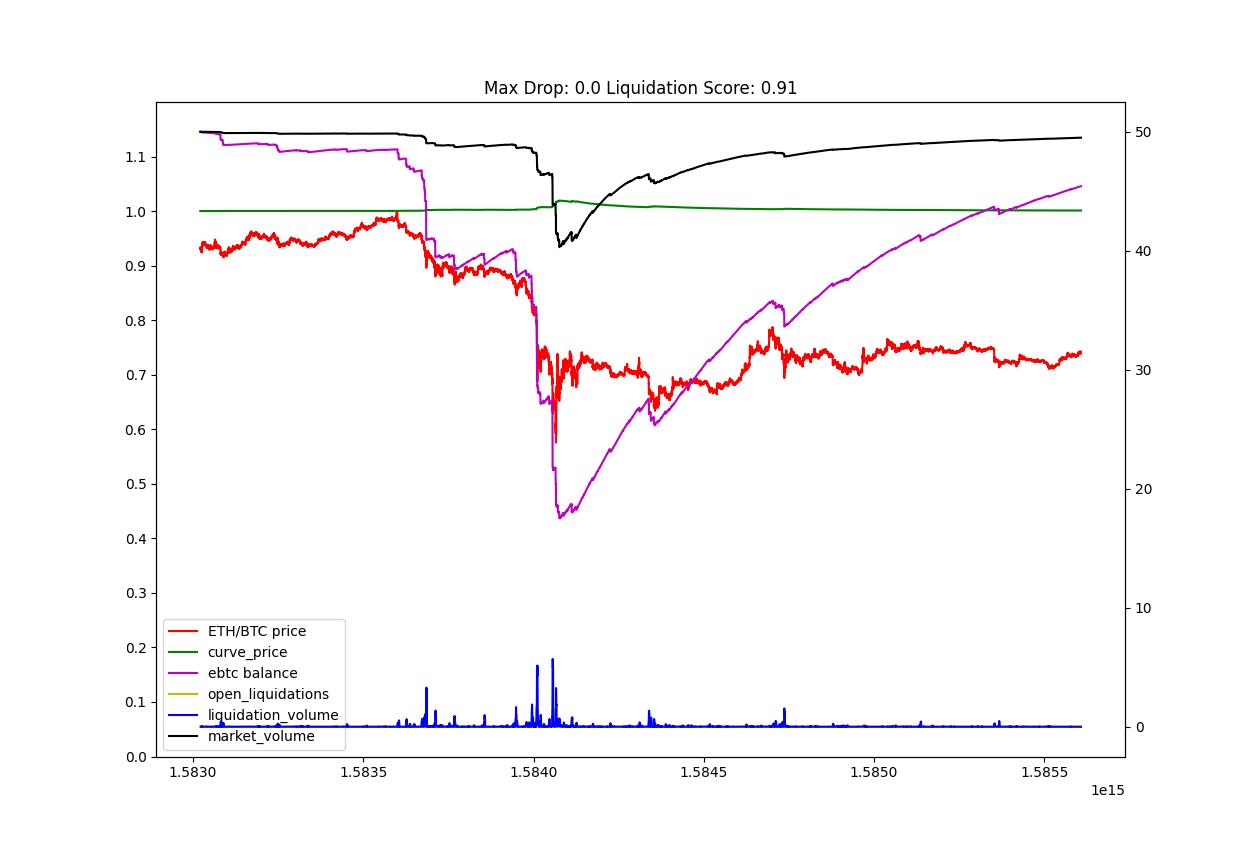 Max Drop: 0.0 Liquidation Score: 0.91
1.1
1.0
0.9
0.8
0.7
0.6
0.5
0.4
0.3
0.2
0.1
0.0
50
40
30
20
10
0
ETH/BTC price
curve_price
ebtc balance
open_liquidations
liquidation_volume
market_volume
1.5830 1.5835 1.5840 1.5845 1.5850 1.5855
1e15